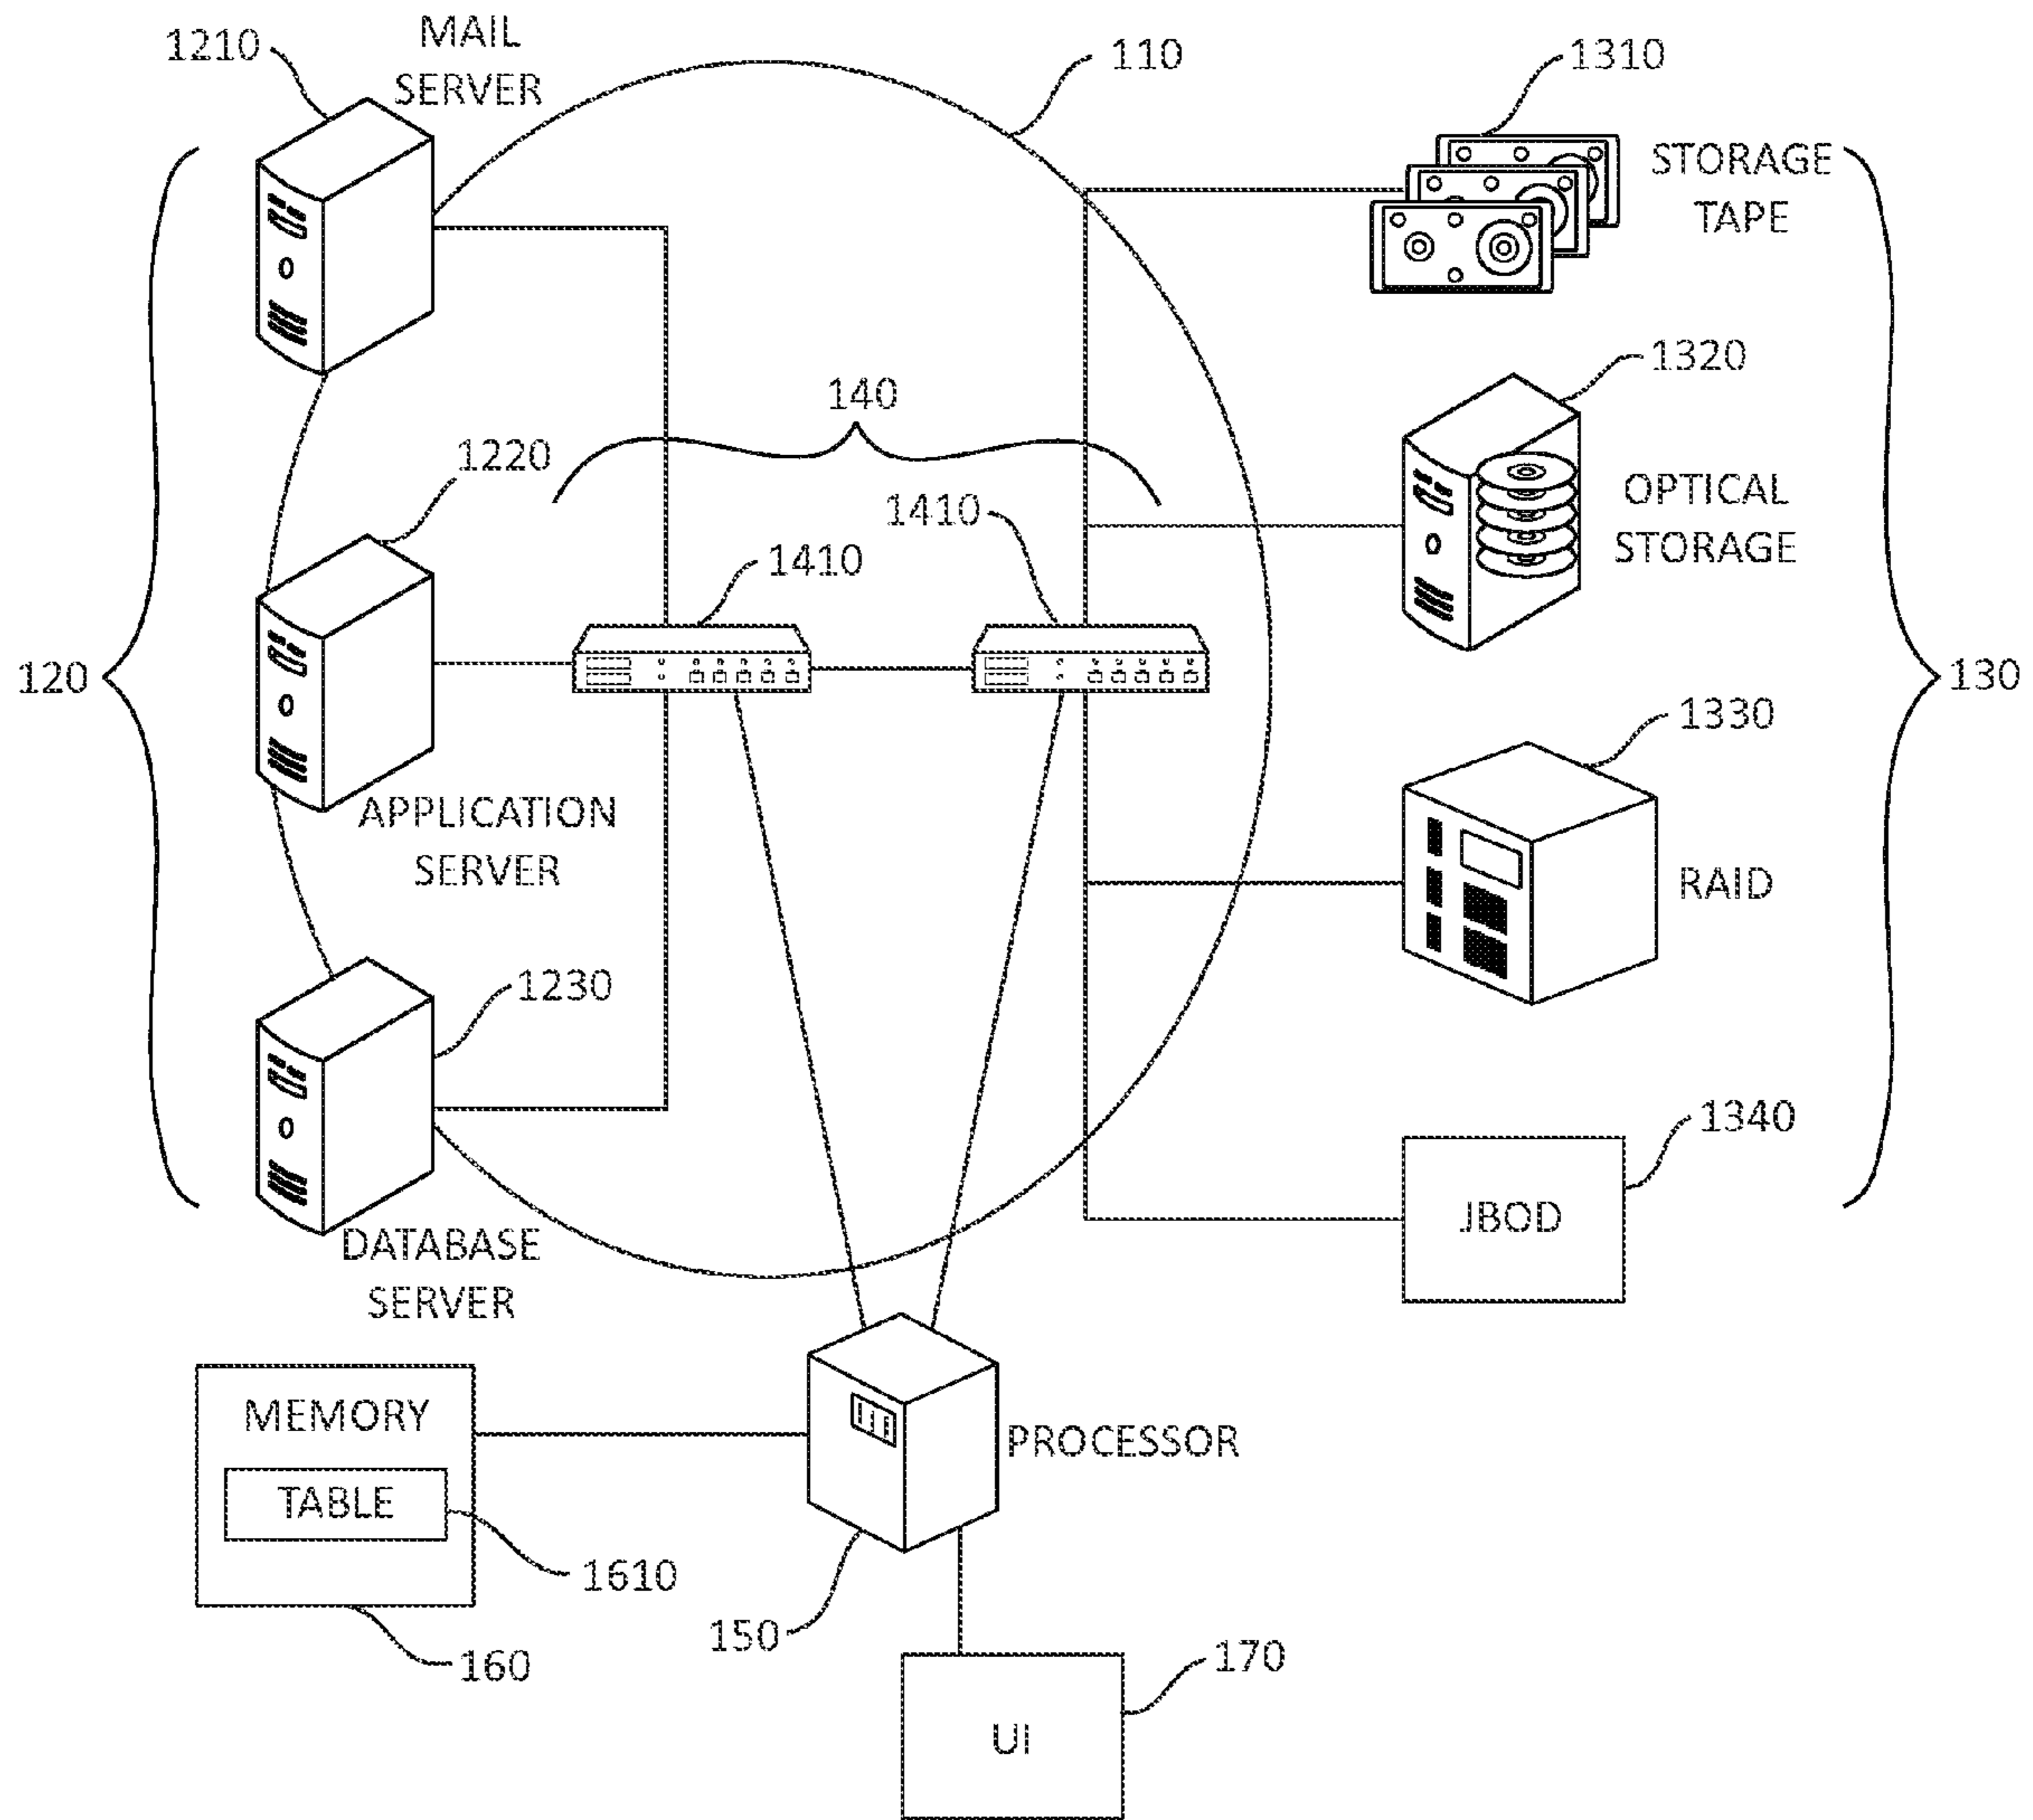 1210
MAIL
SERVER
110
1310
STORAGE
TAPE
1320
140
1220
1410
OPTICAL
STORAGE
1410
120
130
1330
APPLICATION
SERVER
RAID
1230
1340
JBOD
DATABASE
SERVER
MEMORY
PROCESSOR
TABLE
1610
150
160
170
UI